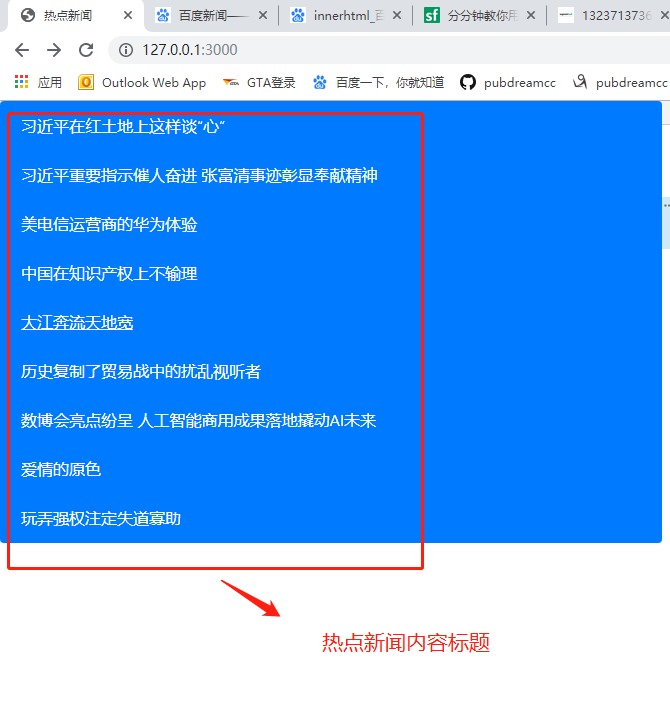 热点新闻
百度新闻——
innerhtml_百
sf
分分钟教你用
1323713736
127.0.0.1:3000
应用
Outlook Web App
GTA登录
百度一下，你就知道
pubdreamcc
pubdreamcc
习近平在红土地上这样谈“心”
习近平重要指示催人奋进 张富清事迹彰显奉献精神
美电信运营商的华为体验
中国在知识产权上不输理
大江奔流天地宽
历史复制了贸易战中的扰乱视听者
数博会亮点纷呈 人工智能商用成果落地撬动AI未来
爱情的原色
玩弄强权注定失道寡助
热点新闻内容标题